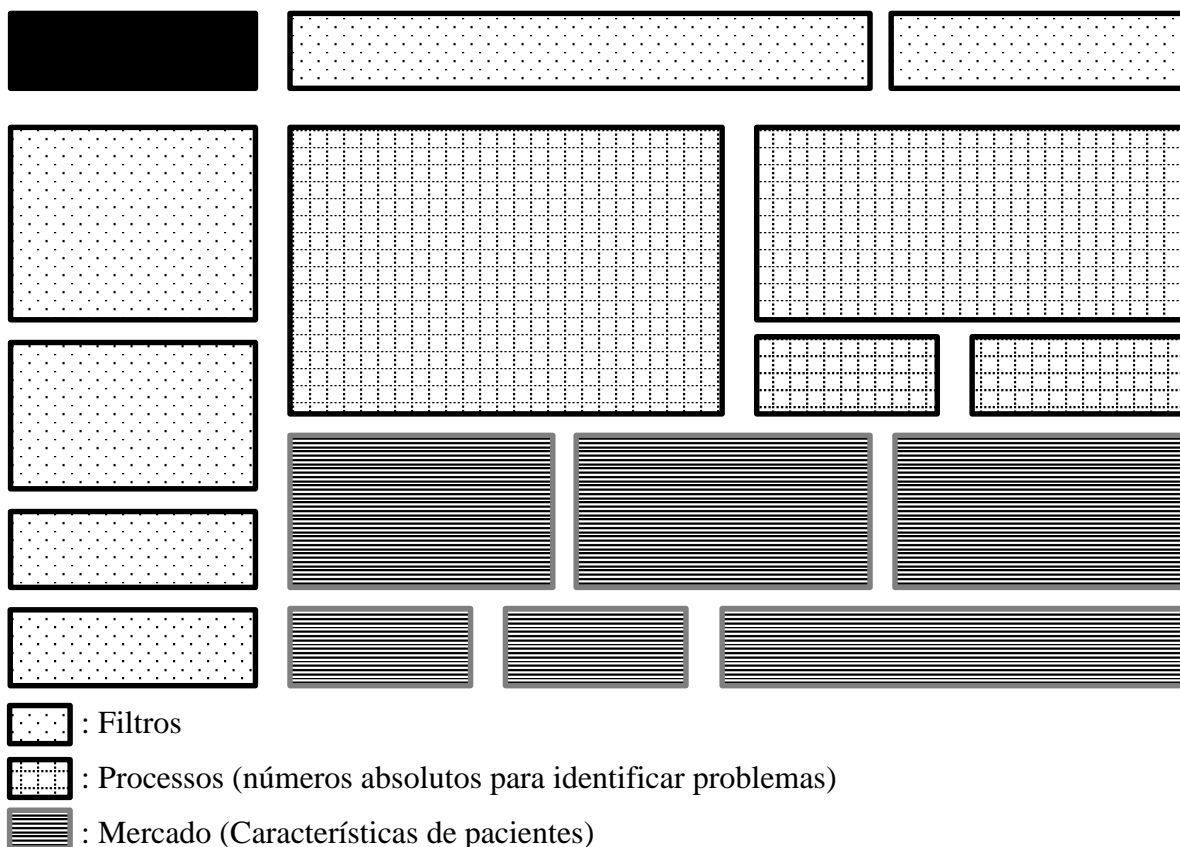 : Filtros
: Processos (números absolutos para identificar problemas)
: Mercado (Características de pacientes)